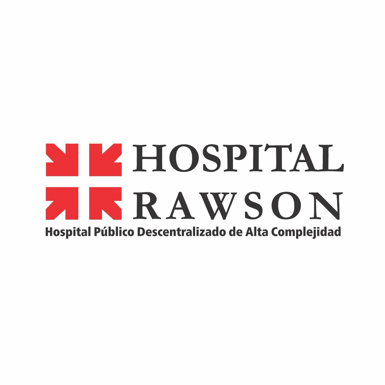 HOSPITAL
RAWSON
Hospital Público Descentralizado de Alta Complejidad